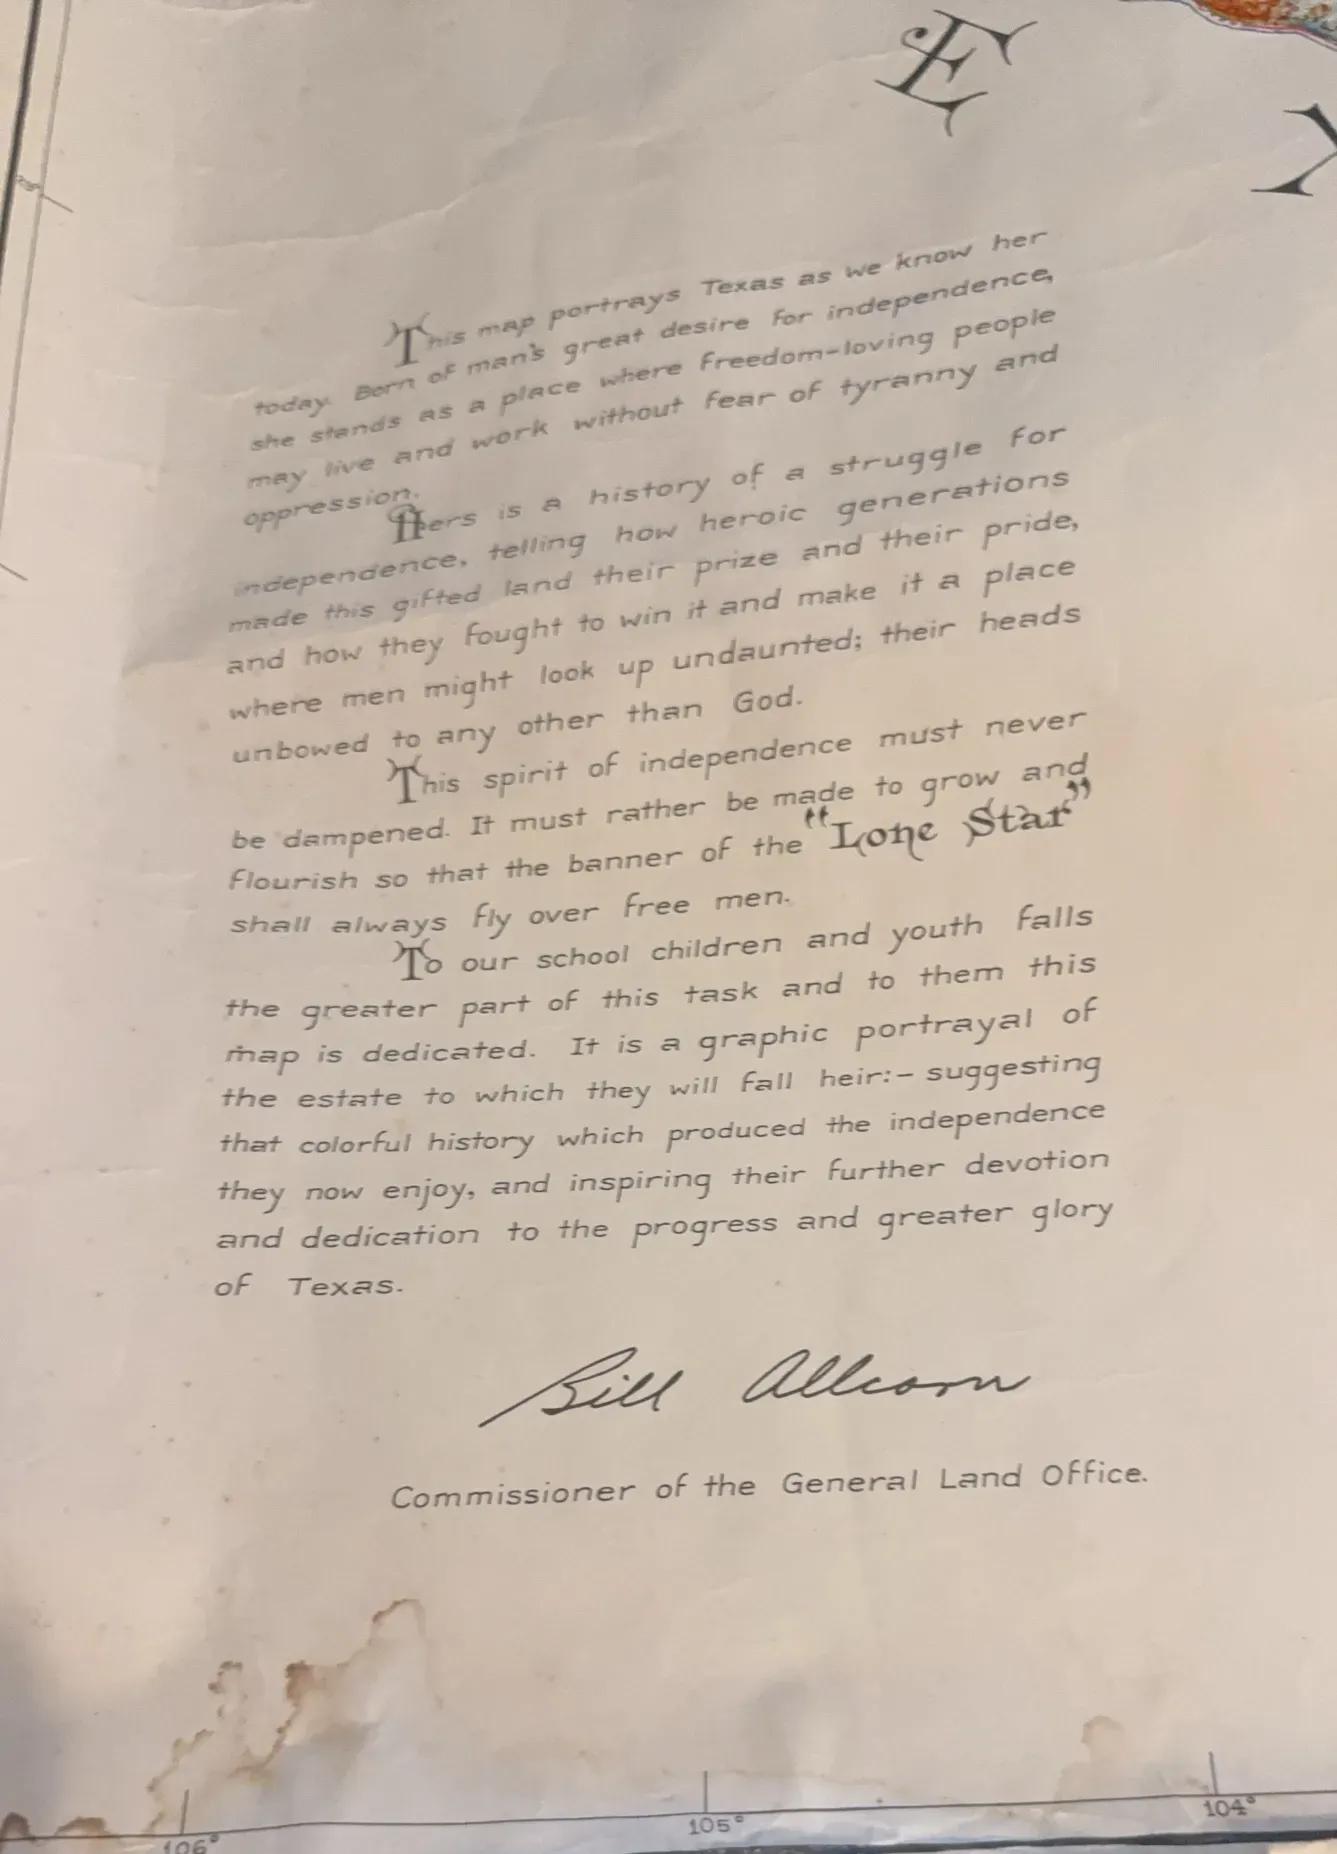 E
X
This map portrays Texas as we know her
today. Born of man's great desire for independence,
she stands as a place where freedom-loving people
may live and work without fear of tyranny and
oppression.
Hers is a history of a struggle for
independence, telling how heroic generations
made this gifted land their prize and their pride,
and how they fought to win it and make it a place
where men might look up undaunted; their heads
unbowed to any other than God.
This spirit of independence must never
be dampened. It must rather be made to grow and
flourish so that the banner of the "Lone Star"
shall always fly over free men.
To our school children and youth falls
the greater part of this task and to them this
map is dedicated. It is a graphic portrayal of
the estate to which they will fall heir:- suggesting
that colorful history which produced the independence
they now enjoy, and inspiring their further devotion
and dedication to the progress and greater glory
of Texas.
Bill Allcorn
Commissioner of the General Land Office.
106° 105° 104°